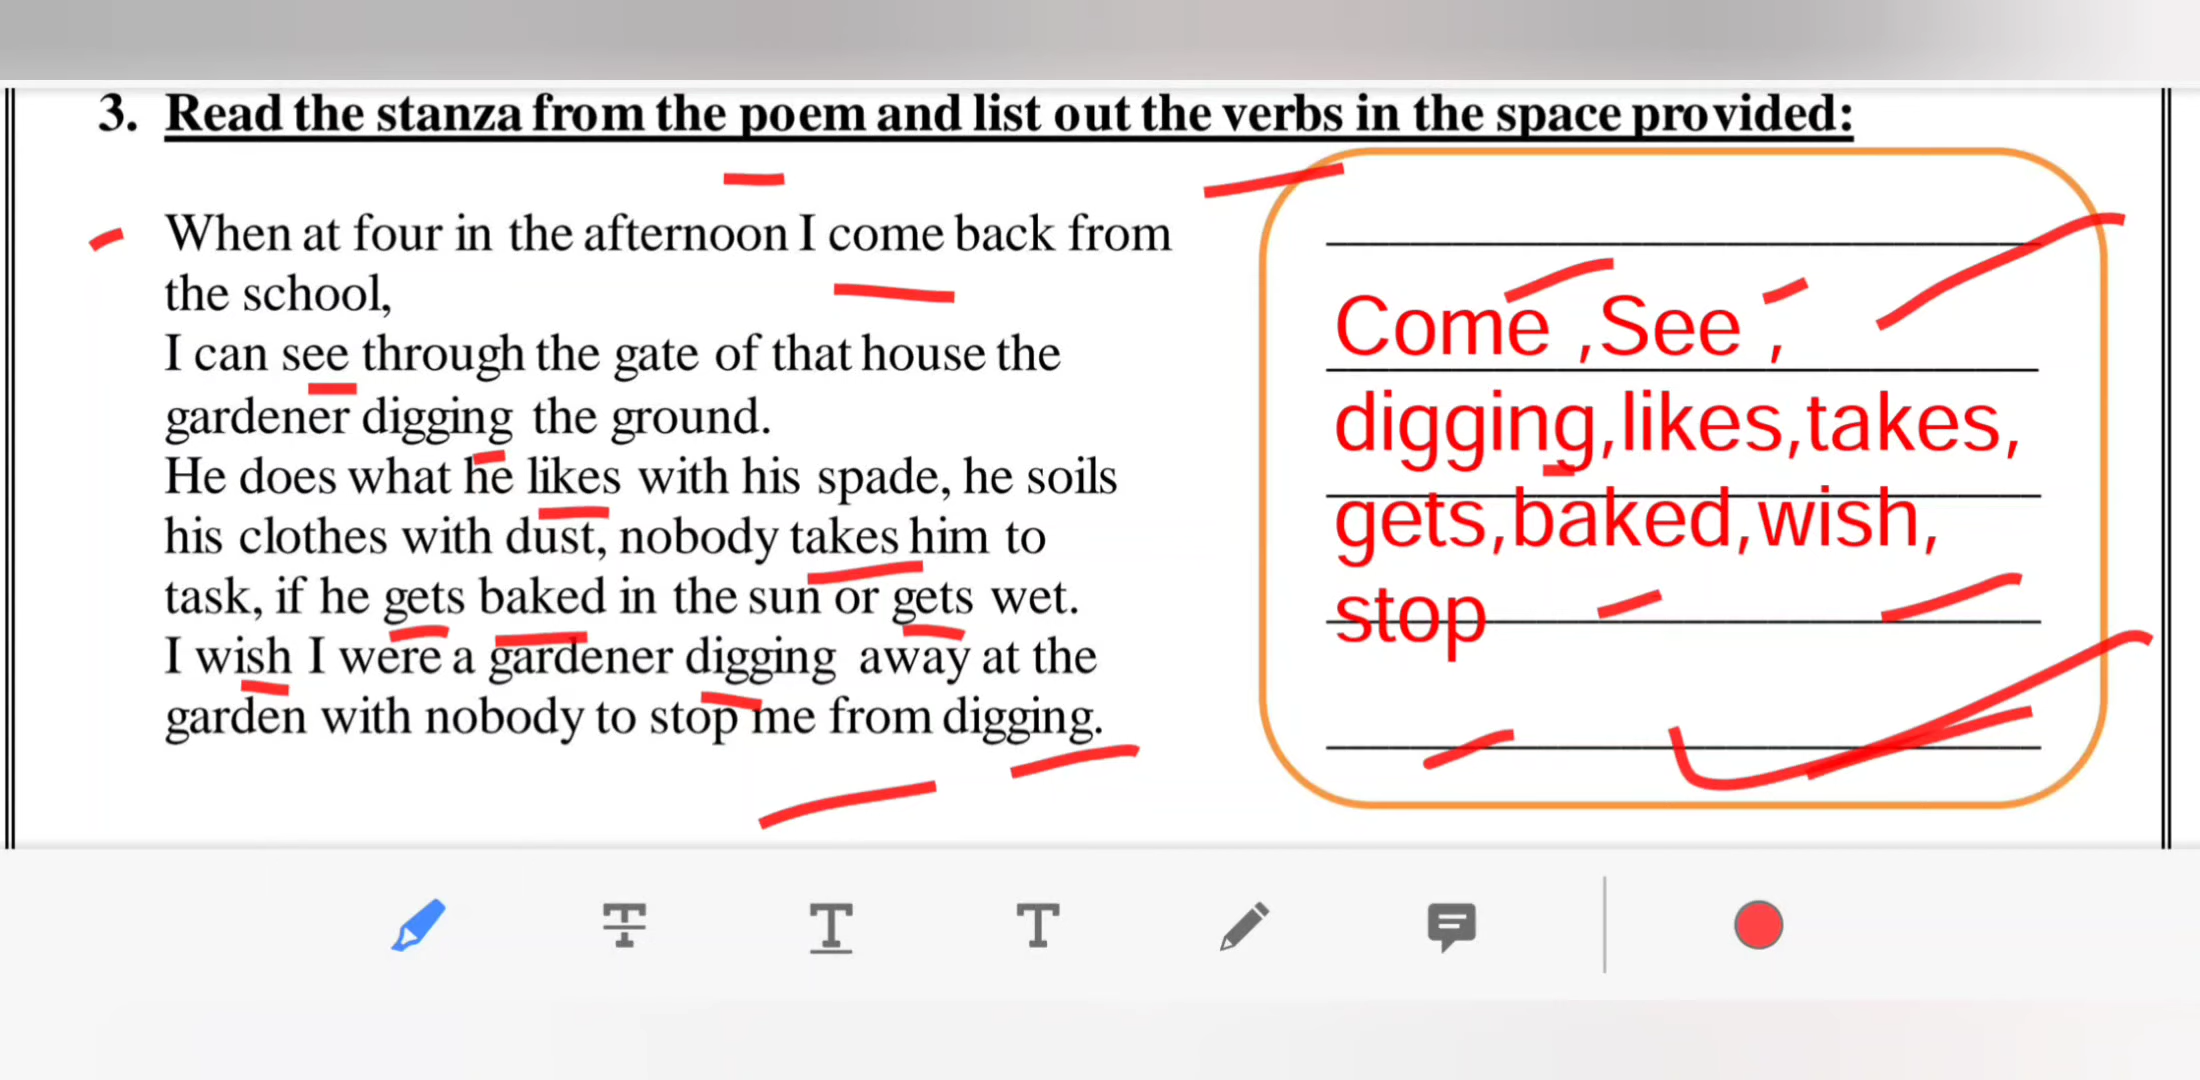 3. Read the stanza from the poem and list out the verbs in the space provided:
When at four in the afternoon I come back from
the school,
I can see through the gate of that house the
gardener digging the ground.
He does what he likes with his spade, he soils
his clothes with dust, nobody takes him to
task, if he gets baked in the sun or gets wet.
I wish I were a gardener digging away at the
garden with nobody to stop me from digging.
Come ,See ,
digging,likes,takes,
gets,baked,wish,
stop